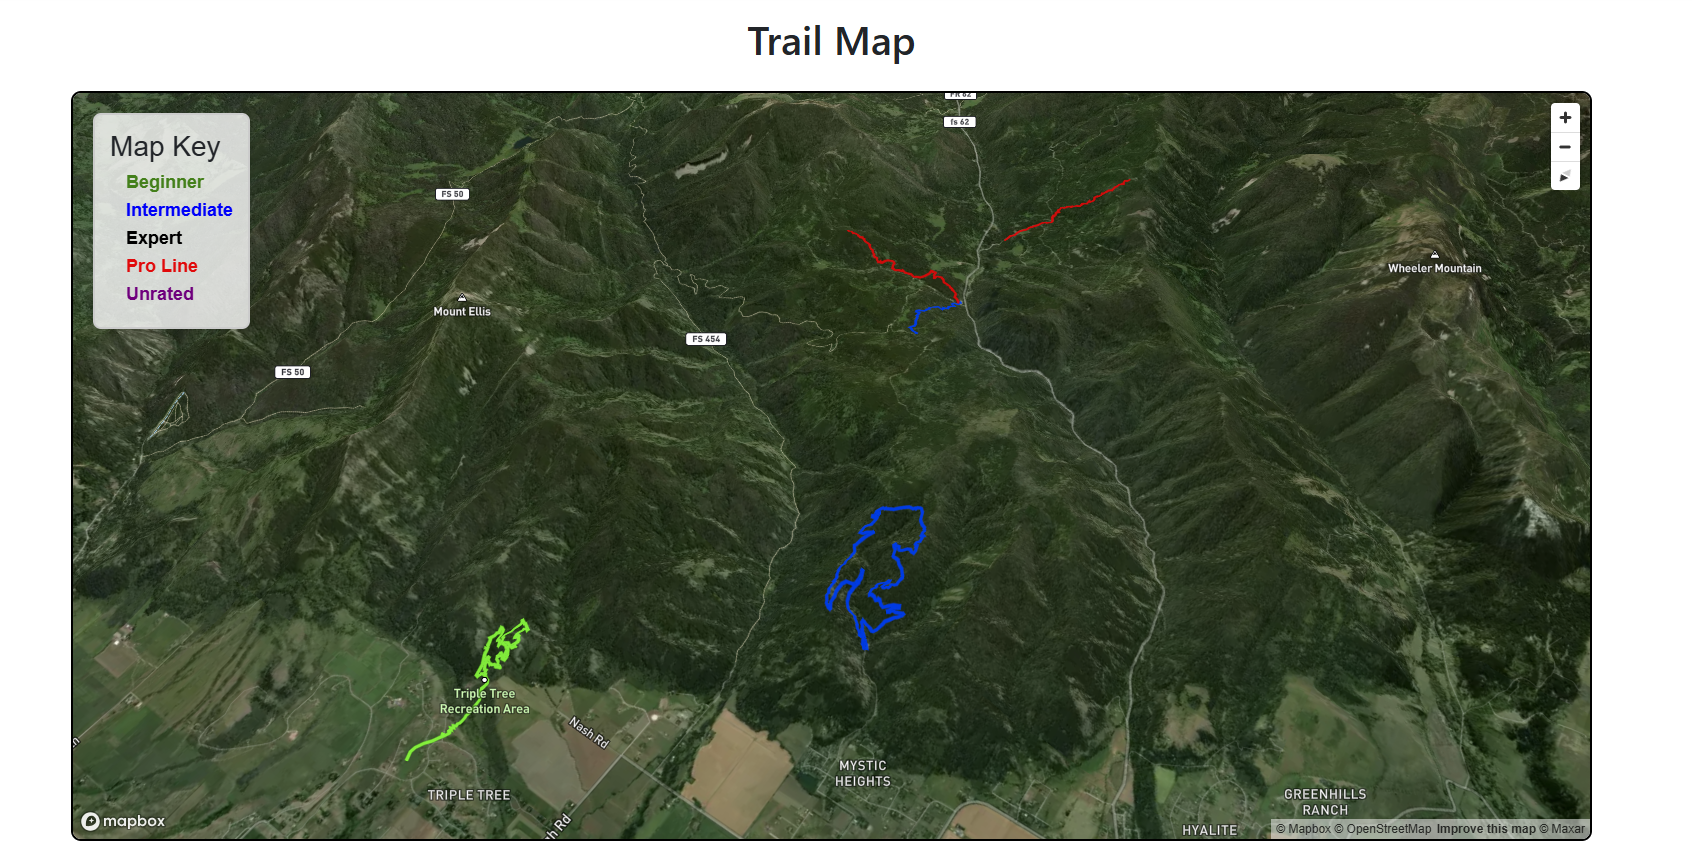 Trail Map
Map Key
Beginner
Intermediate
Expert
Pro Line
Unrated
FR 62
fs 62
FS 50
Wheeler Mountain
Mount Ellis
FS 454
FS 50
Triple Tree
Recreation Area
Nash Rd
MYSTIC
HEIGHTS
TRIPLE TREE
GREENHILLS
RANCH
HYALITE
mapbox
© Mapbox © OpenStreetMap Improve this map © Maxar